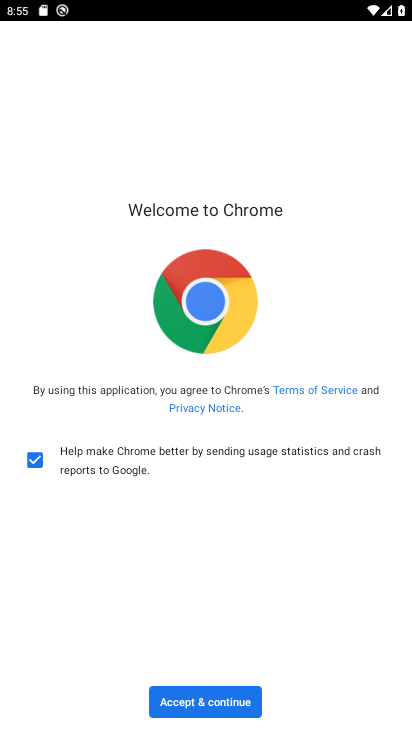 8:55
Welcome to Chrome
By using this application, you agree to Chrome's Terms of Service and
Privacy Notice.
Help make Chrome better by sending usage statistics and crash
reports to Google.
Accept & continue